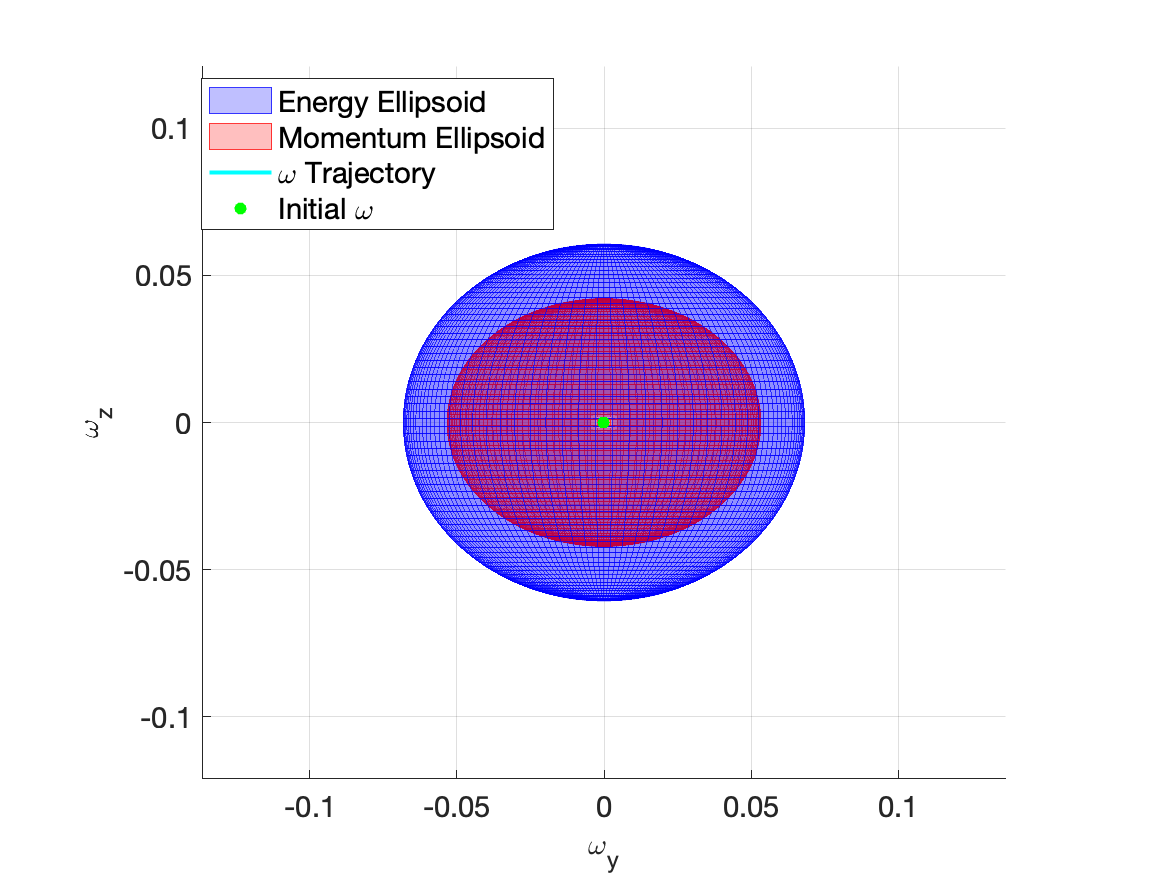 Energy Ellipsoid
Momentum Ellipsoid
ω Trajectory
Initial ω
0.1
0.05
0
-0.05
-0.1
ω_z
-0.1 -0.05 0 0.05 0.1
ω_y